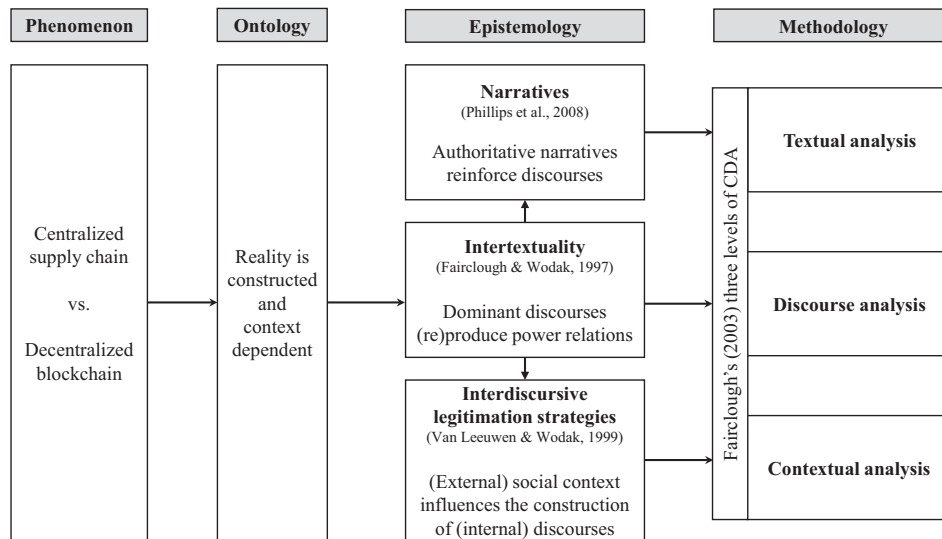 Phenomenon
Ontology
Epistemology
Methodology
Centralized
supply chain
vs.
Decentralized
blockchain
Reality is
constructed
and
context
dependent
Narratives
(Phillips et al., 2008)
Authoritative narratives
reinforce discourses
Intertextuality
(Fairclough & Wodak, 1997)
Dominant discourses
(re)produce power relations
Interdiscursive
legitimation strategies
(Van Leeuwen & Wodak, 1999)
(External) social context
influences the construction
of (internal) discourses
Fairclough's (2003) three levels of CDA
Textual analysis
Discourse analysis
Contextual analysis